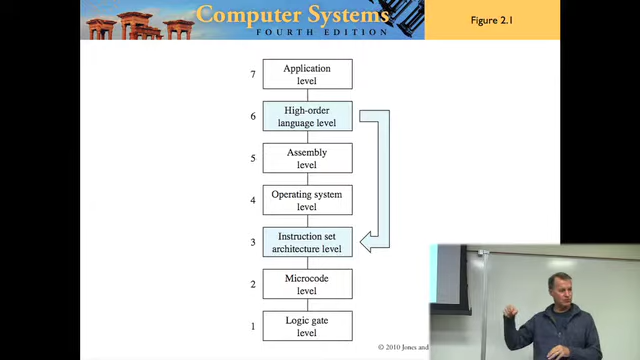 Computer Systems
FOURTH EDITION
Figure 2.1
7
Application
level
6
High-order
language level
5
Assembly
level
4
Operating system
level
3
Instruction set
architecture level
2
Microcode
level
1
Logic gate
level
© 2010 Jones and